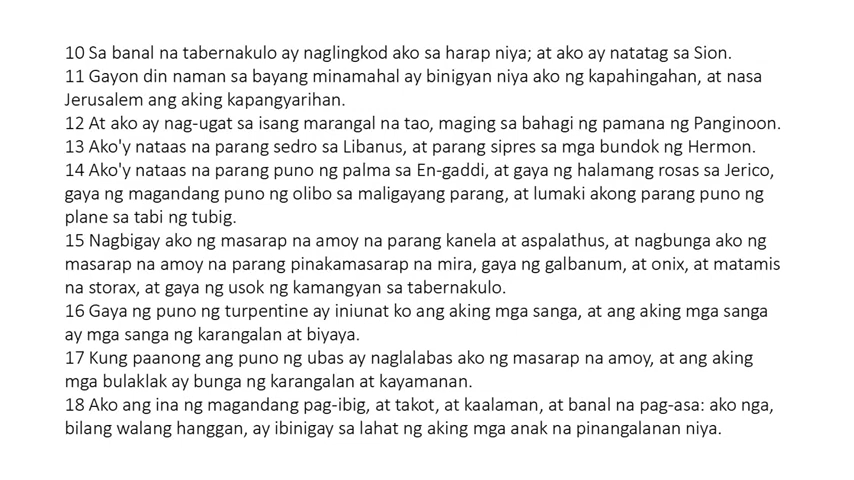 10 Sa banal na tabernakulo ay naglingkod ako sa harap niya; at ako ay natatag sa Sion.
11 Gayon din naman sa bayang minamahal ay binigyan niya ako ng kapahingahan, at nasa
Jerusalem ang aking kapangyarihan.
12 At ako ay nag-ugat sa isang marangal na tao, maging sa bahagi ng pamana ng Panginoon.
13 Ako'y nataas na parang sedro sa Libanus, at parang sipres sa mga bundok ng Hermon.
14 Ako'y nataas na parang puno ng palma sa En-gaddi, at gaya ng halamang rosas sa Jerico,
gaya ng magandang puno ng olibo sa maligayang parang, at lumaki akong parang puno ng
plane sa tabi ng tubig.
15 Nagbigay ako ng masarap na amoy na parang kanela at aspalathus, at nagbunga ako ng
masarap na amoy na parang pinakamasarap na mira, gaya ng galbanum, at onix, at matamis
na storax, at gaya ng usok ng kamangyan sa tabernakulo.
16 Gaya ng puno ng turpentine ay iniunat ko ang aking mga sanga, at ang aking mga sanga
ay mga sanga ng karangalan at biyaya.
17 Kung paanong ang puno ng ubas ay naglalabas ako ng masarap na amoy, at ang aking
mga bulaklak ay bunga ng karangalan at kayamanan.
18 Ako ang ina ng magandang pag-ibig, at takot, at kaalaman, at banal na pag-asa: ako nga,
bilang walang hanggan, ay ibinigay sa lahat ng aking mga anak na pinangalanan niya.